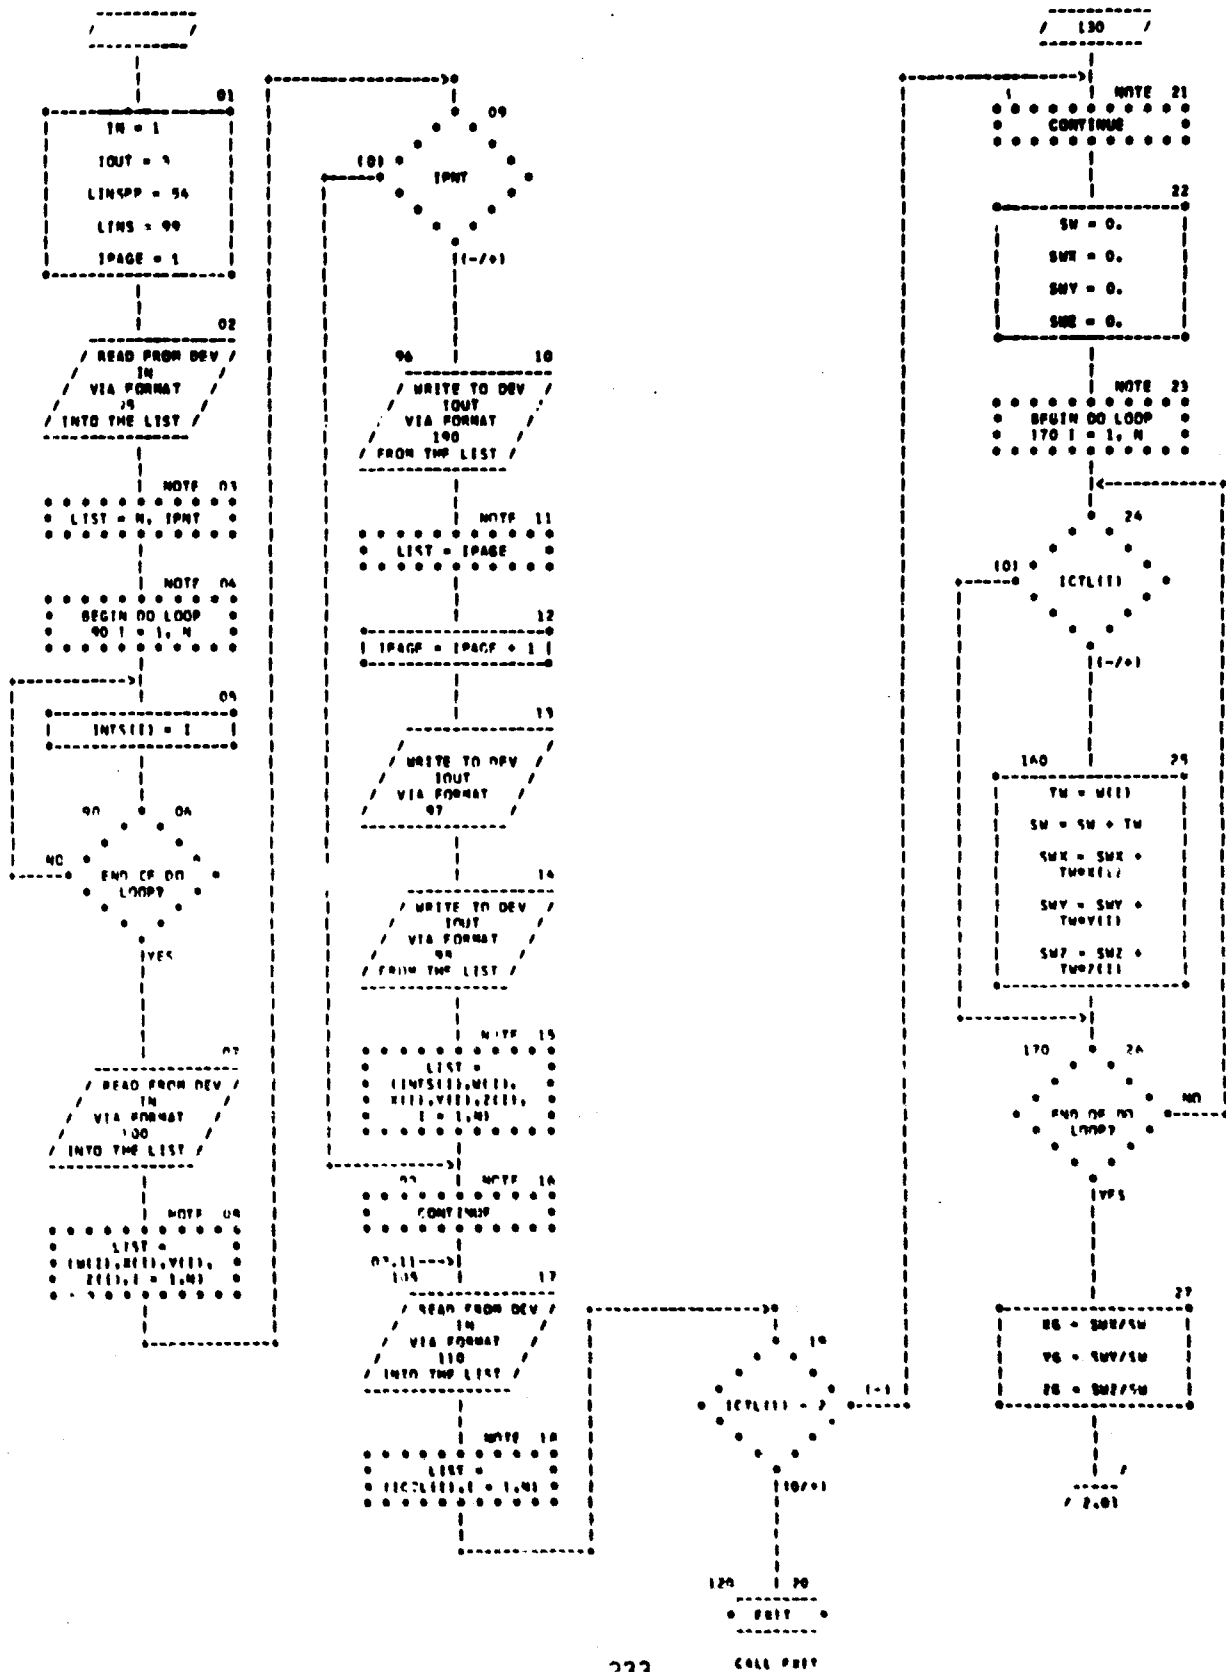 01
IN = 1
IOUT = 3
LINSPP = 54
LINS = 99
IPAGE = 1
02
READ FROM DEV
IN
VIA FORMAT
INTO THE LIST
NOTE 03
LIST = N, IPNT
NOTE 04
BEGIN DO LOOP
90 I = 1, N
05
INTS(I) = I
90 06
NO
END OF DO
LOOP?
YES
07
READ FROM DEV
IN
VIA FORMAT
100
INTO THE LIST
NOTE 08
LIST =
(W(I),X(I),Y(I),
Z(I),I = 1,N)
09
(0)
IPNT
(-/+)
96 10
WRITE TO DEV
IOUT
VIA FORMAT
190
FROM THE LIST
NOTE 11
LIST = IPAGE
12
IPAGE = IPAGE + 1
13
WRITE TO DEV
IOUT
VIA FORMAT
97
14
WRITE TO DEV
IOUT
VIA FORMAT
FROM THE LIST
NOTE 15
LIST =
(INTS(I),W(I),
X(I),Y(I),Z(I),
I = 1,N)
NOTE 16
CONTINUE
03.11--->
105 17
READ FROM DEV
IN
VIA FORMAT
110
INTO THE LIST
NOTE 18
LIST =
(ICTL(I),I = 1,N)
19
ICTL(1) - 2
(-)
(0/+)
120 20
EXIT
CALL EXIT
130
NOTE 21
CONTINUE
22
SW = 0.
SWX = 0.
SWY = 0.
SWZ = 0.
NOTE 23
BEGIN DO LOOP
170 I = 1, N
24
(0)
ICTL(I)
(-/+)
160 25
TW = W(I)
SW = SW + TW
SWX = SWX +
TW*X(I)
SWY = SWY +
TW*Y(I)
SWZ = SWZ +
TW*Z(I)
170 26
NO
END OF DO
LOOP?
YES
27
XG = SWX/SW
YG = SWY/SW
ZG = SWZ/SW
2.01
233